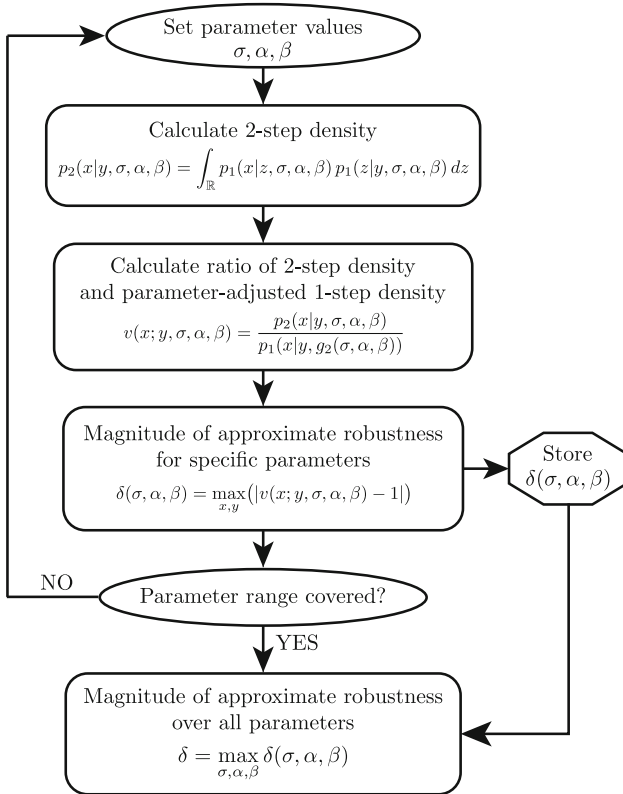 Set parameter values
σ, α, β
Calculate 2-step density
p₂(x|y, σ, α, β) = ∫_ℝ p₁(x|z, σ, α, β) p₁(z|y, σ, α, β) dz
Calculate ratio of 2-step density
and parameter-adjusted 1-step density
v(x; y, σ, α, β) = p₂(x|y, σ, α, β) / p₁(x|y, g₂(σ, α, β))
Magnitude of approximate robustness
for specific parameters
δ(σ, α, β) = max_{x,y} (|v(x; y, σ, α, β) − 1|)
Store
δ(σ, α, β)
NO
Parameter range covered?
YES
Magnitude of approximate robustness
over all parameters
δ = max_{σ,α,β} δ(σ, α, β)